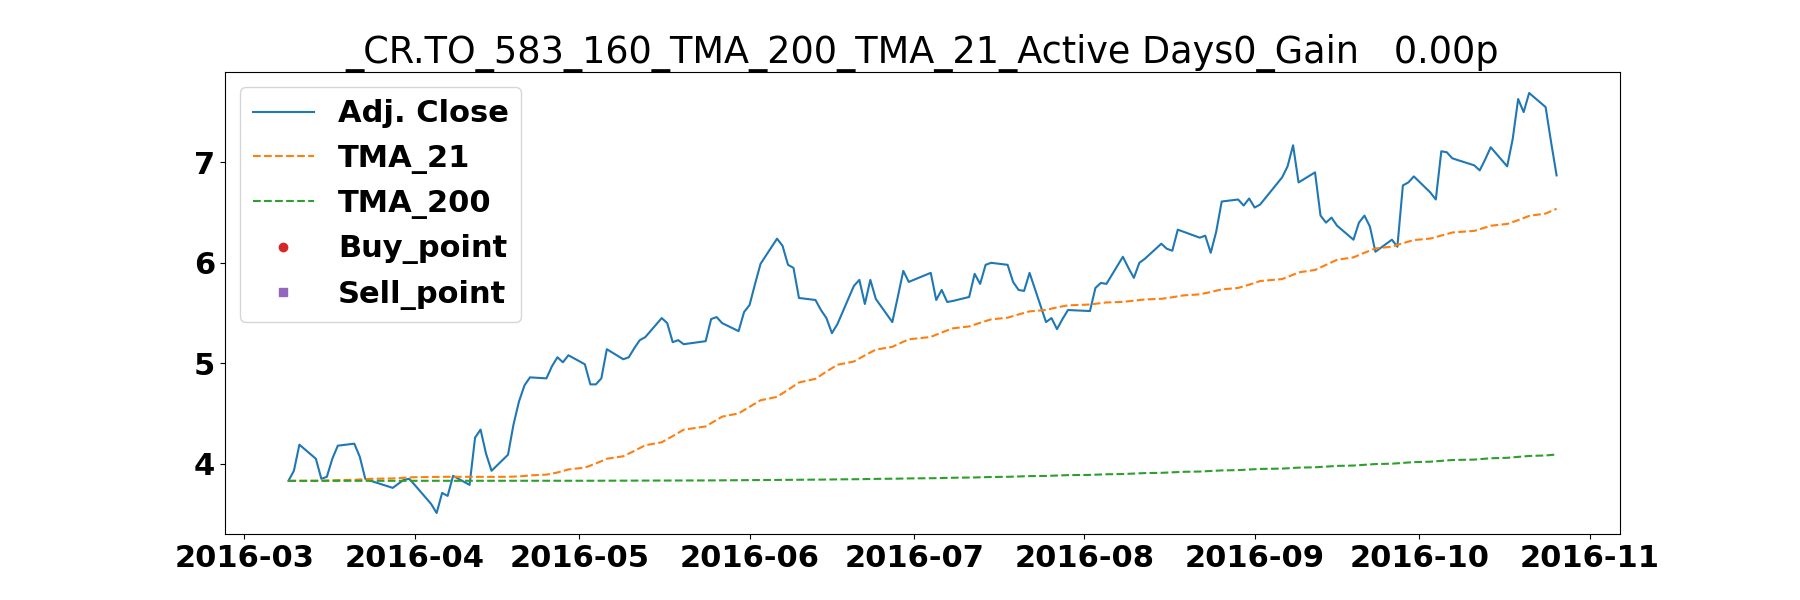 _CR.TO_583_160_TMA_200_TMA_21_Active Days0_Gain   0.00p
Adj. Close
TMA_21
TMA_200
Buy_point
Sell_point
7
6
5
4
2016-03 2016-04 2016-05 2016-06 2016-07 2016-08 2016-09 2016-10 2016-11